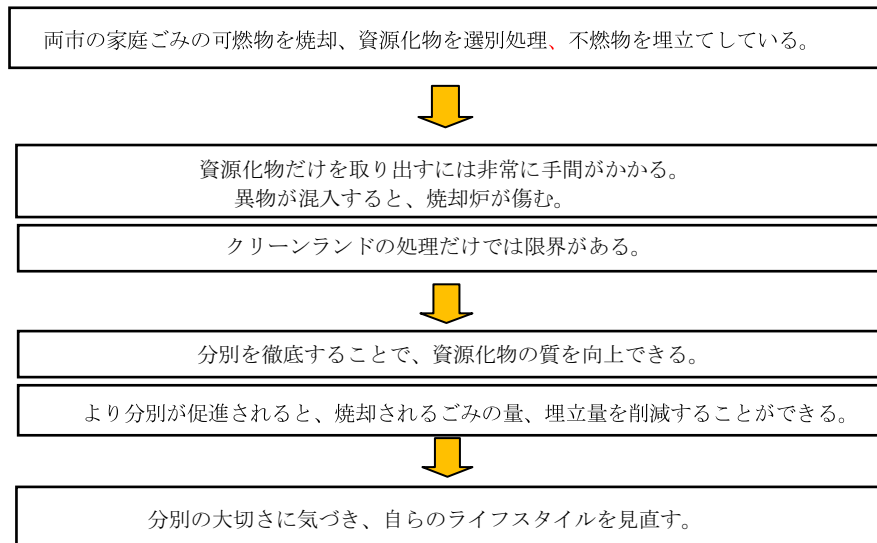 両市の家庭ごみの可燃物を焼却、資源化物を選別処理、不燃物を埋立てしている。
資源化物だけを取り出すには非常に手間がかかる。
異物が混入すると、焼却炉が傷む。
クリーンランドの処理だけでは限界がある。
分別を徹底することで、資源化物の質を向上できる。
より分別が促進されると、焼却されるごみの量、埋立量を削減することができる。
分別の大切さに気づき、自らのライフスタイルを見直す。